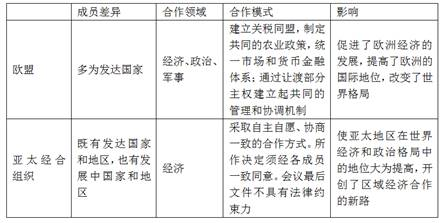 成员差异
合作领域
合作模式
影响
欧盟
多为发达国家
经济、政治、
军事
建立关税同盟，制定
共同的农业政策，统
一市场和货币金融
体系；通过让渡部分
主权建立起共同的
管理和协调机制
促进了欧洲经济的
发展，提高了欧洲的
国际地位，改变了世
界格局
亚太经合
组织
既有发达国家
和地区，也有发
展中国家和地
区
经济
采取自主自愿、协商
一致的合作方式。所
作决定须经各成员
一致同意。会议最后
文件不具有法律约
束力
使亚太地区在世界
经济和政治格局中
的地位大为提高，开
创了区域经济合作
的新路